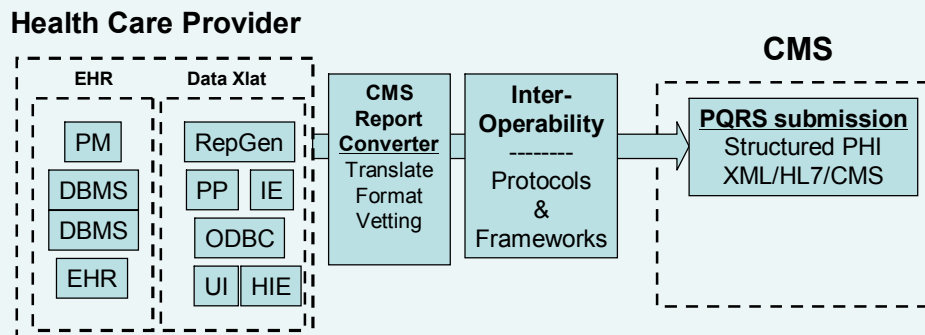 Health Care Provider
EHR
PM
DBMS
DBMS
EHR
Data Xlat
RepGen
PP
IE
ODBC
UI
HIE
CMS
Report
Converter
Translate
Format
Vetting
Inter-
Operability
--------
Protocols
&
Frameworks
CMS
PQRS submission
Structured PHI
XML/HL7/CMS